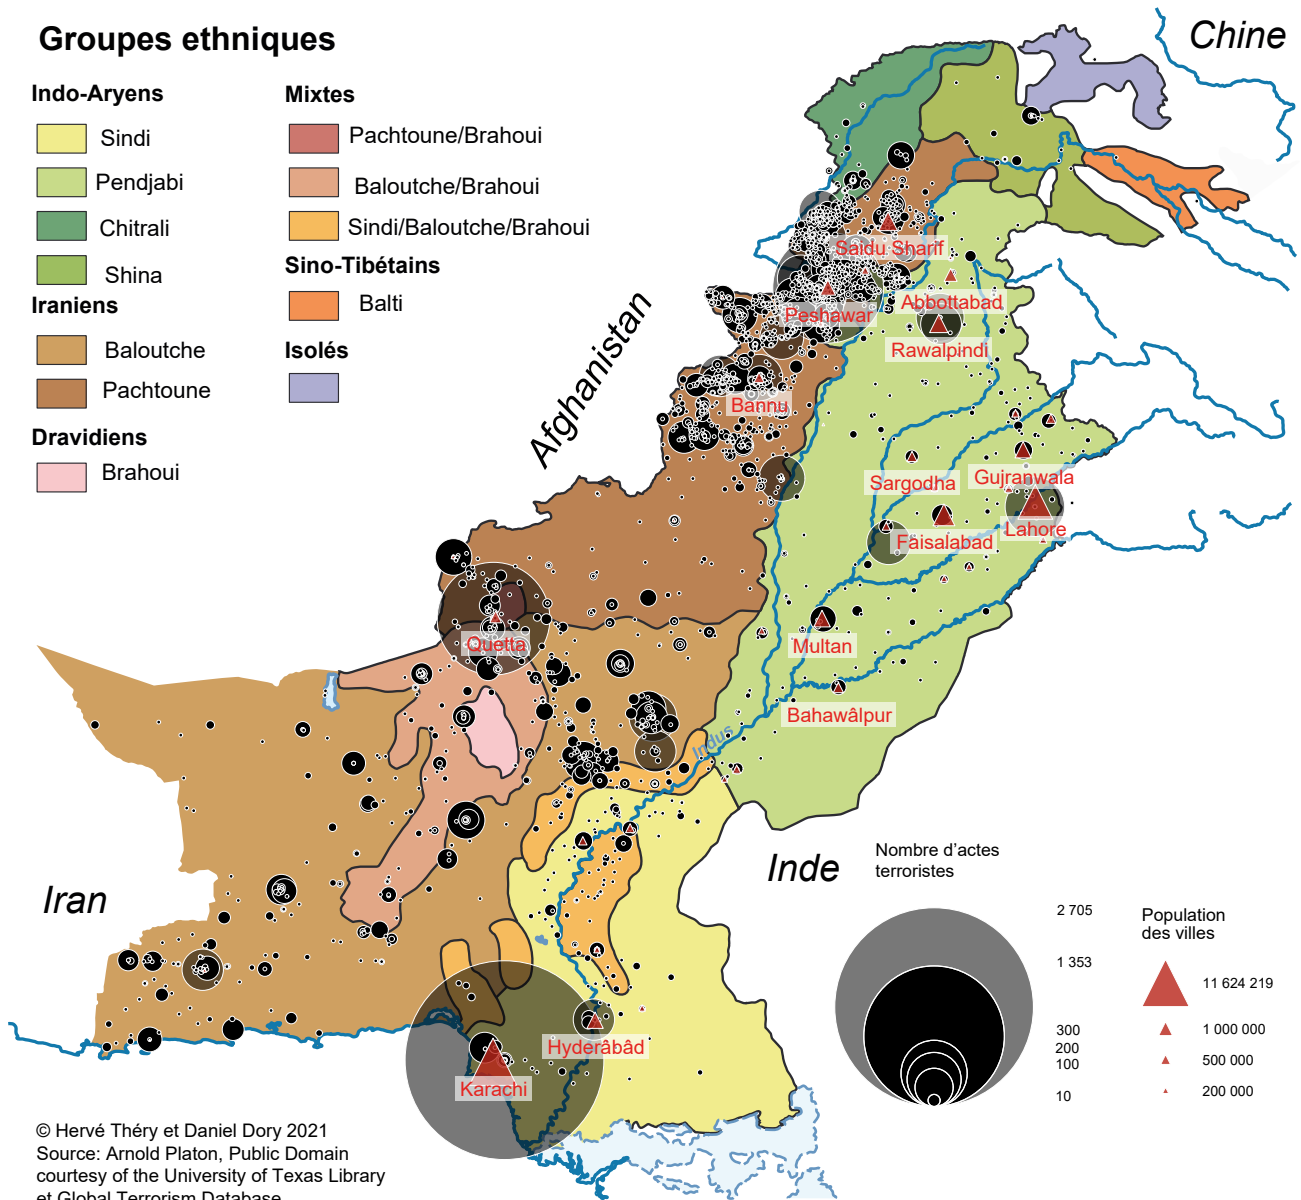 Groupes ethniques
Indo-Aryens
Sindi
Pendjabi
Chitrali
Shina
Iraniens
Baloutche
Pachtoune
Dravidiens
Brahoui
Mixtes
Pachtoune/Brahoui
Baloutche/Brahoui
Sindi/Baloutche/Brahoui
Sino-Tibétains
Balti
Isolés
Chine
Afghanistan
Saidu Sharif
Peshawar
Abbottabad
Rawalpindi
Bannu
Sargodha
Gujranwala
Faisalabad
Lahore
Quetta
Multan
Bahawâlpur
Indus
Iran
Inde
Hyderâbâd
Karachi
Nombre d'actes
terroristes
2 705
1 353
300
200
100
10
Population
des villes
11 624 219
1 000 000
500 000
200 000
© Hervé Théry et Daniel Dory 2021
Source: Arnold Platon, Public Domain
courtesy of the University of Texas Library
et Global Terrorism Database